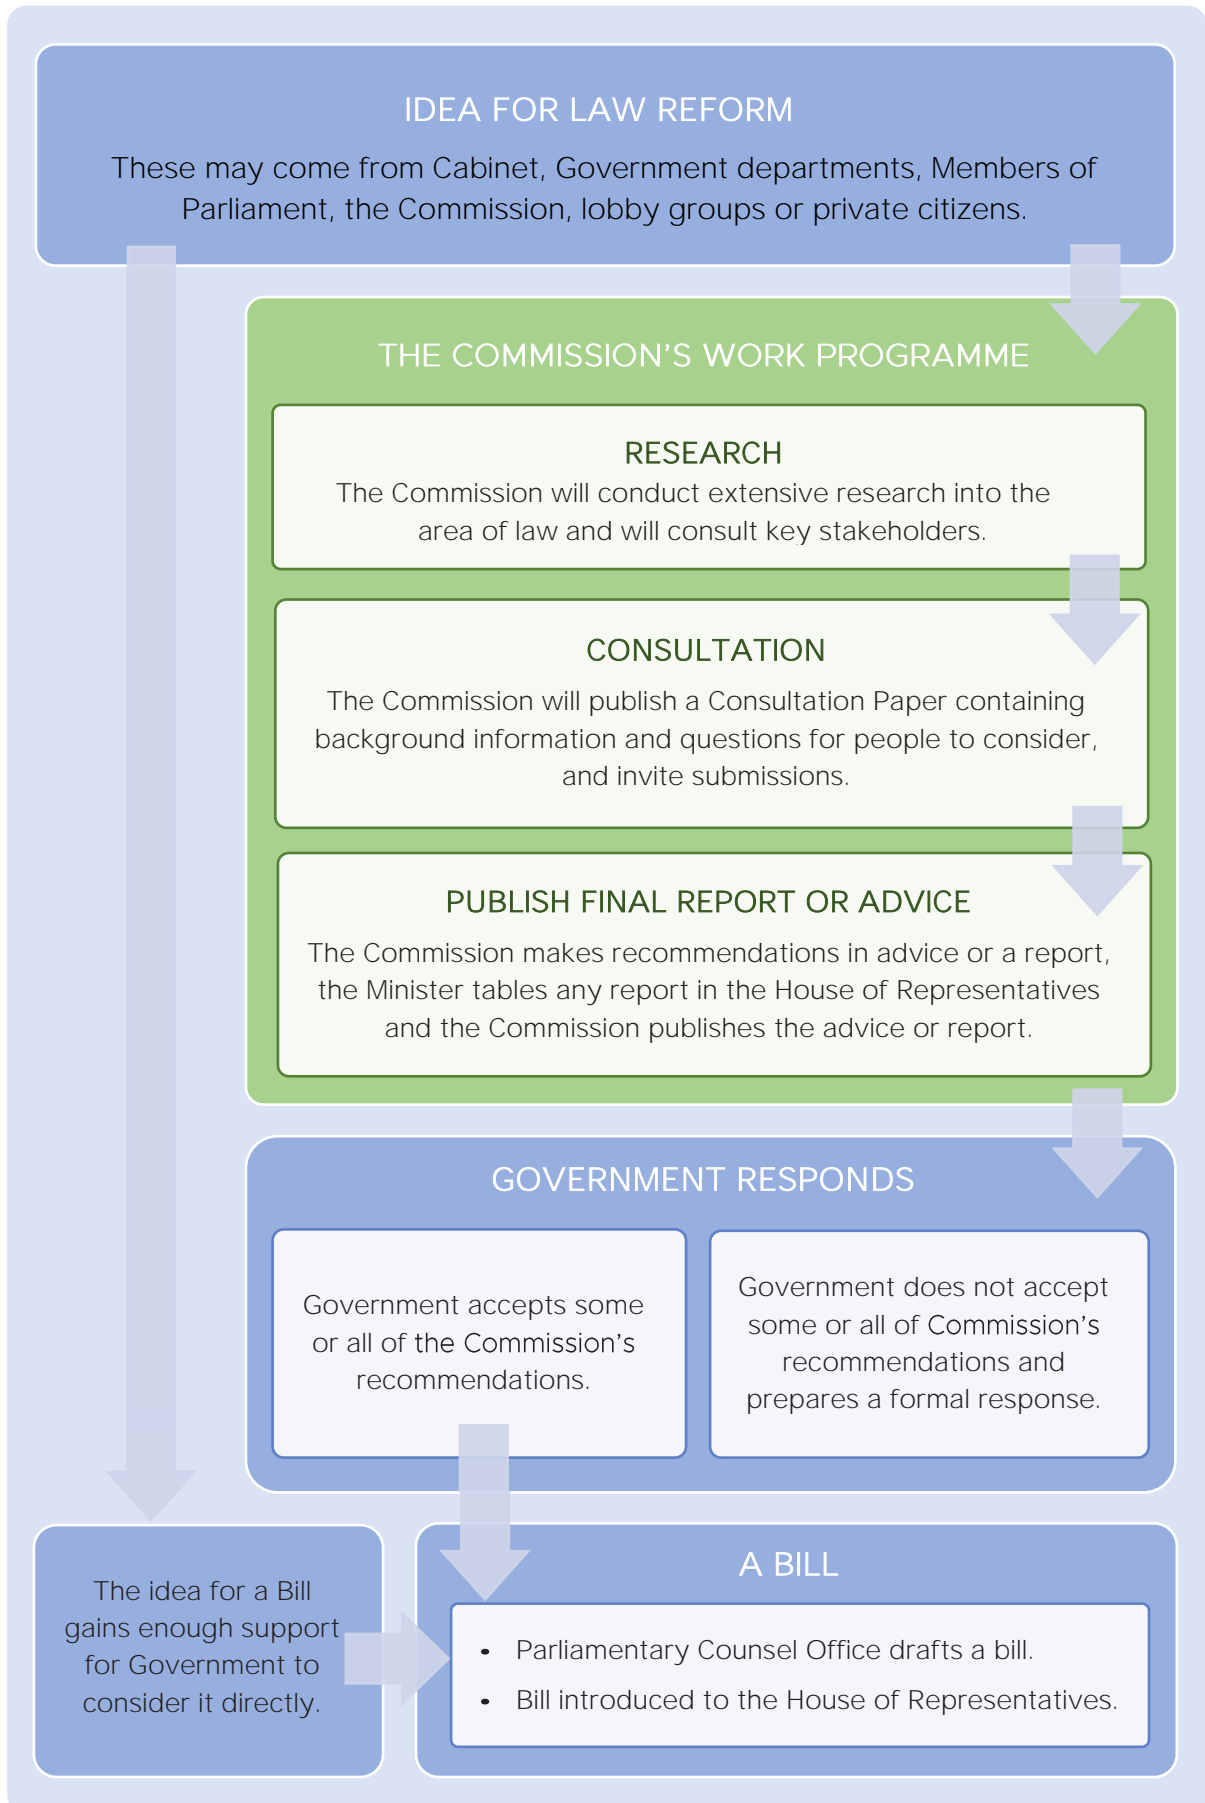 IDEA FOR LAW REFORM
These may come from Cabinet, Government departments, Members of
Parliament, the Commission, lobby groups or private citizens.
THE COMMISSION’S WORK PROGRAMME
RESEARCH
The Commission will conduct extensive research into the
area of law and will consult key stakeholders.
CONSULTATION
The Commission will publish a Consultation Paper containing
background information and questions for people to consider,
and invite submissions.
PUBLISH FINAL REPORT OR ADVICE
The Commission makes recommendations in advice or a report,
the Minister tables any report in the House of Representatives
and the Commission publishes the advice or report.
GOVERNMENT RESPONDS
Government accepts some
or all of the Commission’s
recommendations.
Government does not accept
some or all of Commission’s
recommendations and
prepares a formal response.
The idea for a Bill
gains enough support
for Government to
consider it directly.
A BILL
• Parliamentary Counsel Office drafts a bill.
• Bill introduced to the House of Representatives.